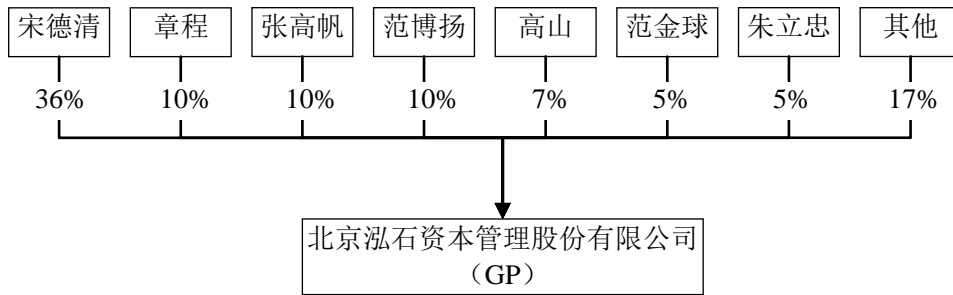 宋德清 章程 张高帆 范博扬 高山 范金球 朱立忠 其他
36% 10% 10% 10% 7% 5% 5% 17%
北京泓石资本管理股份有限公司
（GP）